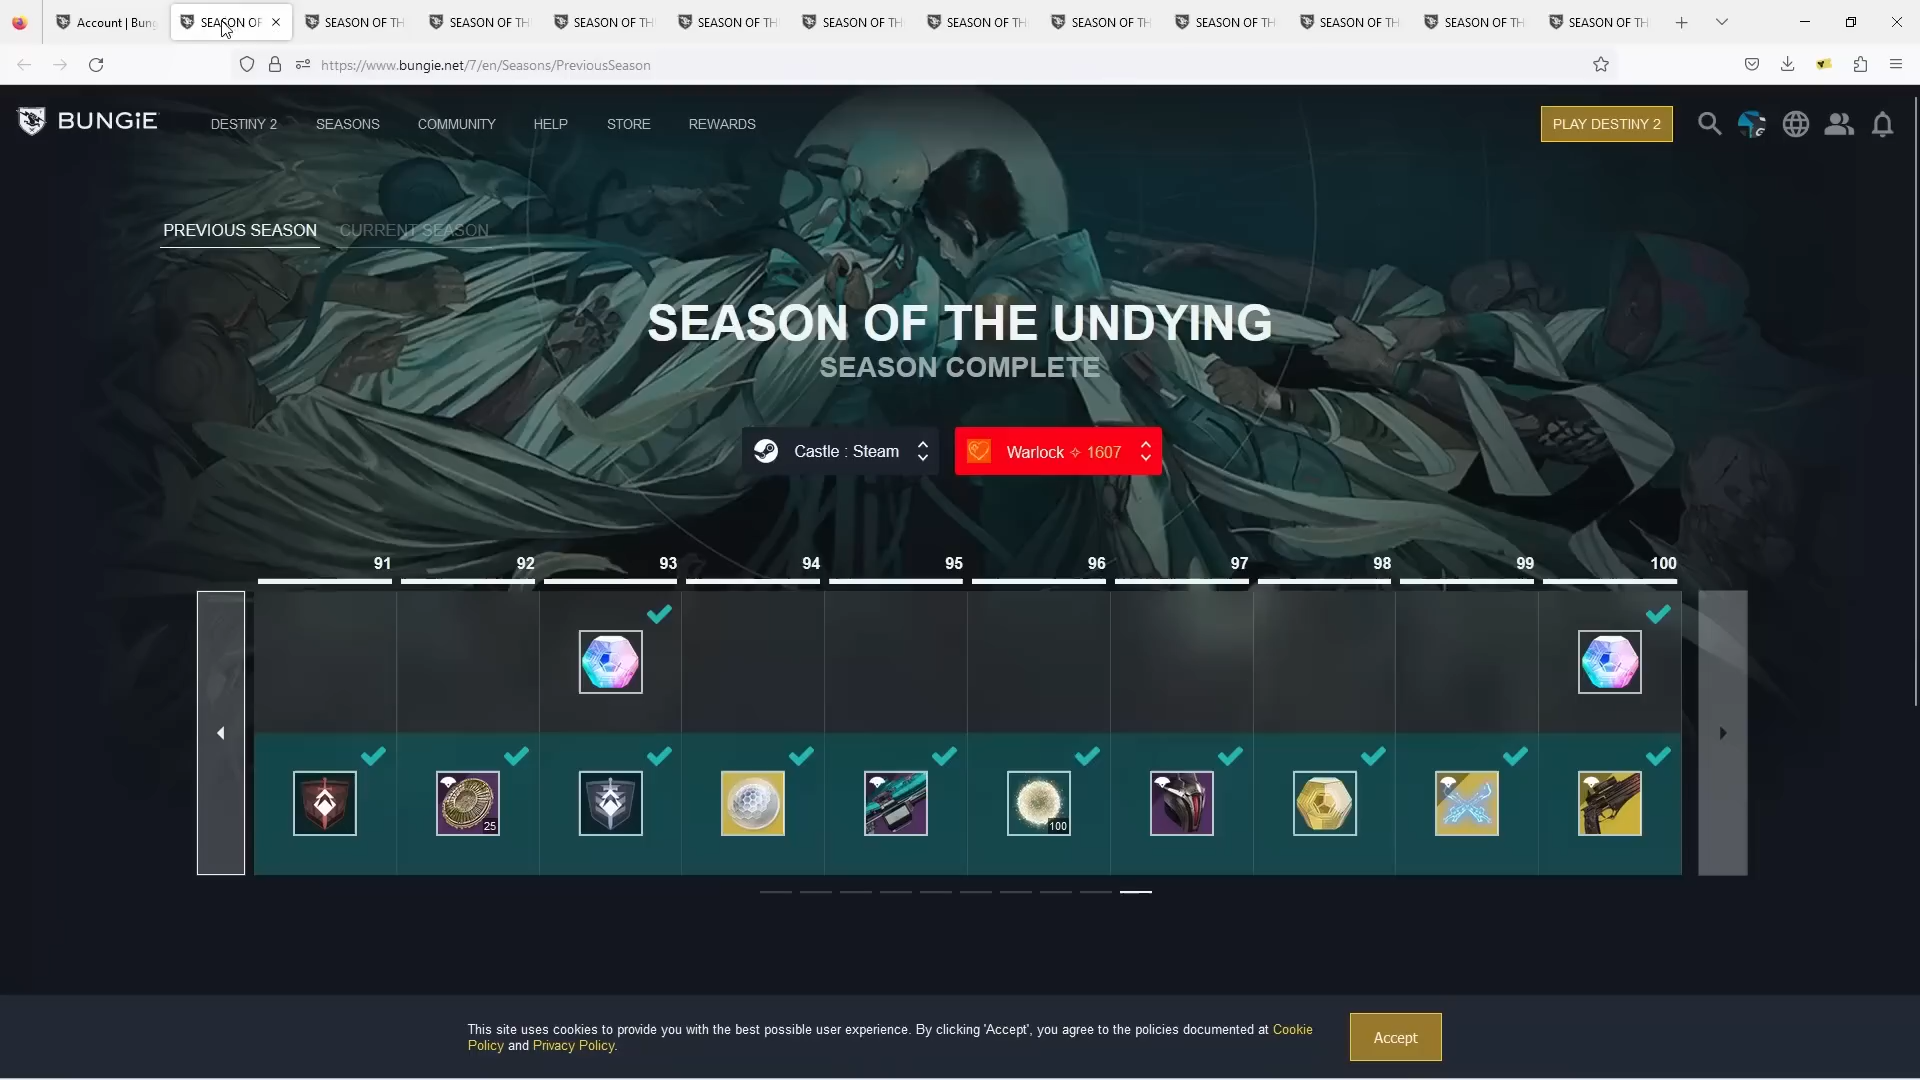 Account | Bung SEASON OF SEASON OF TH SEASON OF TH SEASON OF TH SEASON OF TH SEASON OF TH SEASON OF TH SEASON OF TH SEASON OF TH SEASON OF TH SEASON OF TH SEASON OF TH
https://www.bungie.net/7/en/Seasons/PreviousSeason
BUNGiE DESTINY 2 SEASONS COMMUNITY HELP STORE REWARDS PLAY DESTINY 2
PREVIOUS SEASON CURRENT SEASON
SEASON OF THE UNDYING
SEASON COMPLETE
Castle : Steam Warlock ✧ 1607
91 92 93 94 95 96 97 98 99 100
25 100
This site uses cookies to provide you with the best possible user experience. By clicking 'Accept', you agree to the policies documented at Cookie
Policy and Privacy Policy.
Accept